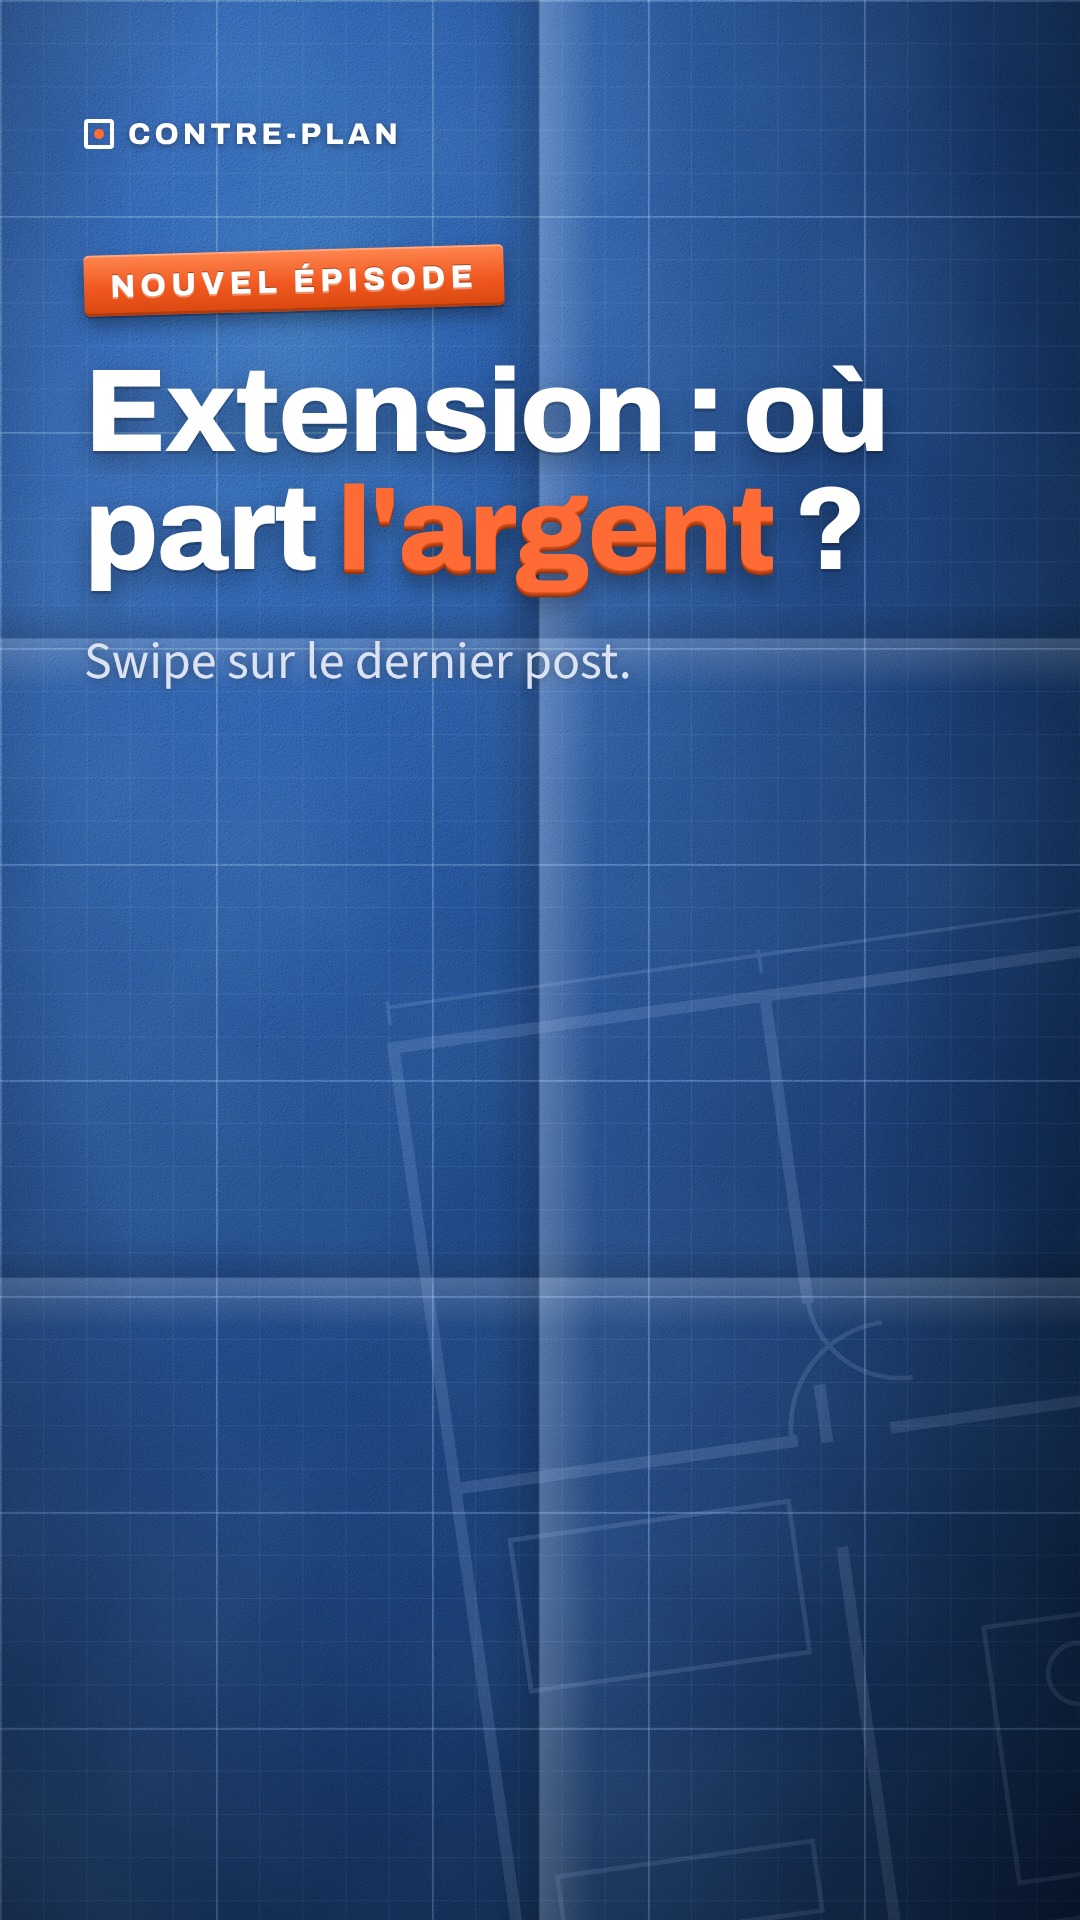 CONTRE-PLAN
NOUVEL ÉPISODE
Extension : où
part l'argent ?
Swipe sur le dernier post.